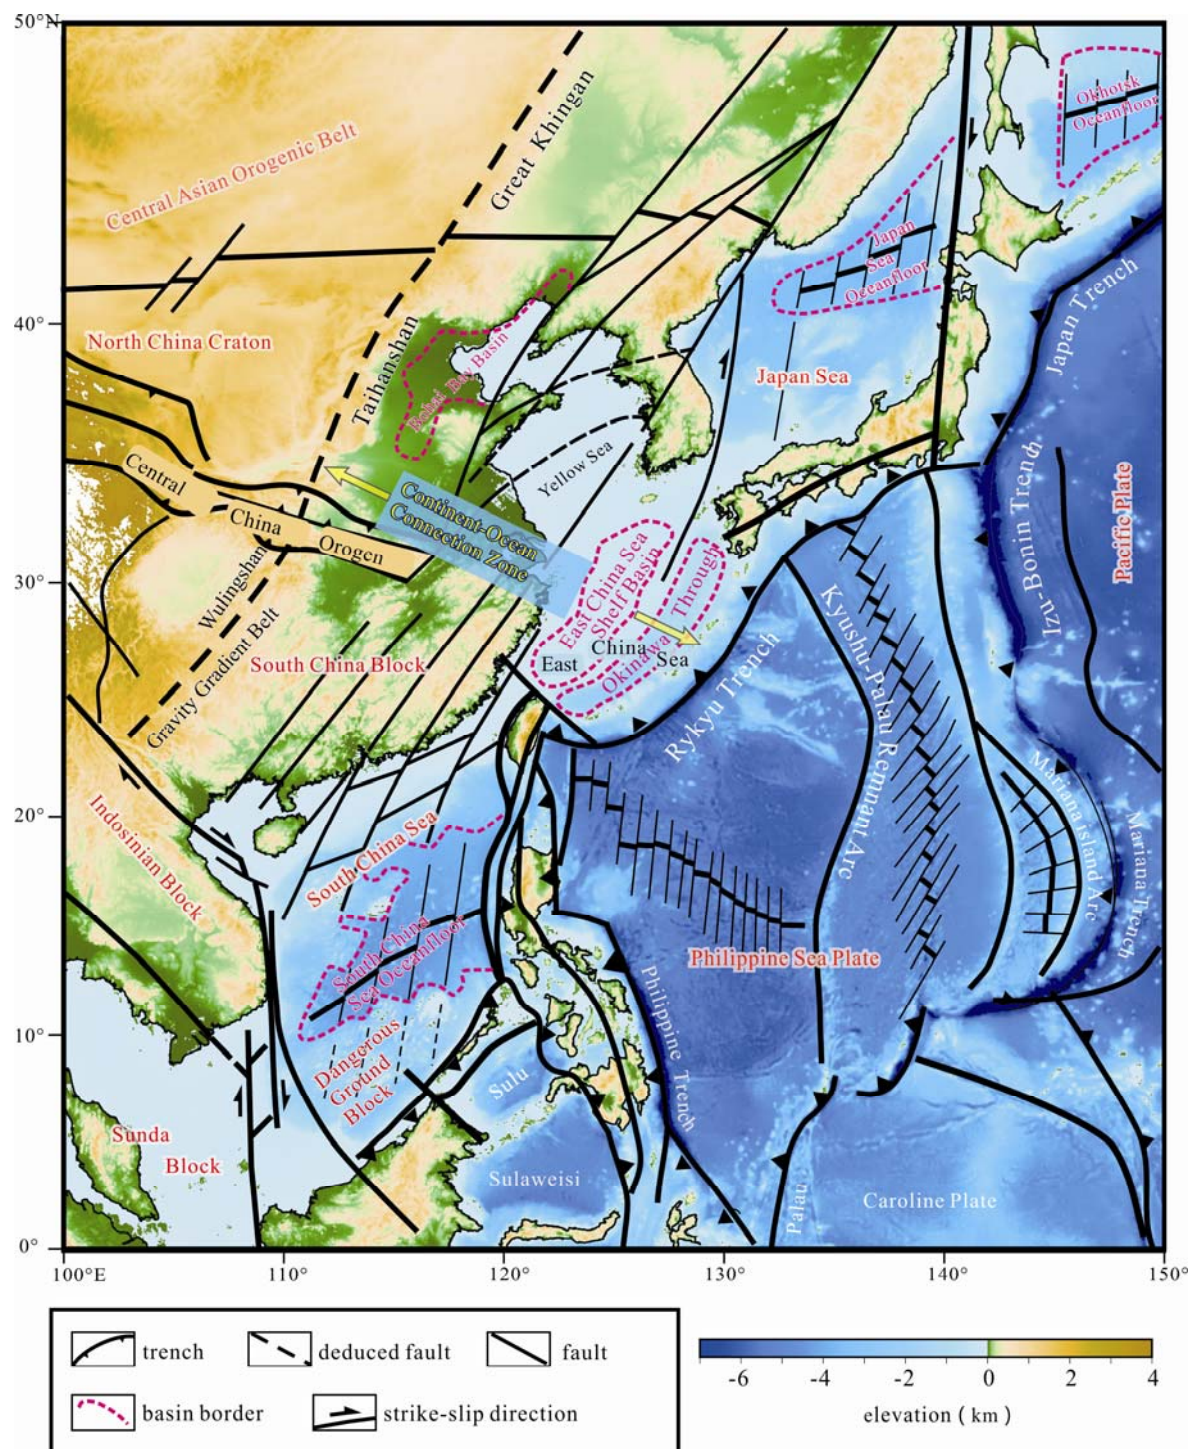 50°N
Okhotsk
Oceanfloor
Great Khingan
Central Asian Orogenic Belt
Japan
Sea
Oceanfloor
Japan Trench
40°
North China Craton
Taihanshan
Bohai Bay Basin
Japan Sea
Yellow Sea
Central
China
Orogen
Continent-Ocean
Connection Zone
Izu-Bonin Trench
Pacific Plate
30°
Wulingshan
Gravity Gradient Belt
South China Block
East China Sea
Shelf Basin
Okinawa Through
East China Sea
Rykyu Trench
Kyushu-Palau Remnant Arc
Mariana island Arc
Mariana Trench
20°
Indosinian Block
South China Sea
South China
Sea Oceanfloor
Philippine Sea Plate
Philippine Trench
10°
Dangerous
Ground
Block
Sulu
Sunda
Block
Sulaweisi
Palau
Caroline Plate
0°
100°E
110°
120°
130°
140°
150°
trench
deduced fault
fault
basin border
strike-slip direction
-6
-4
-2
0
2
4
elevation ( km )